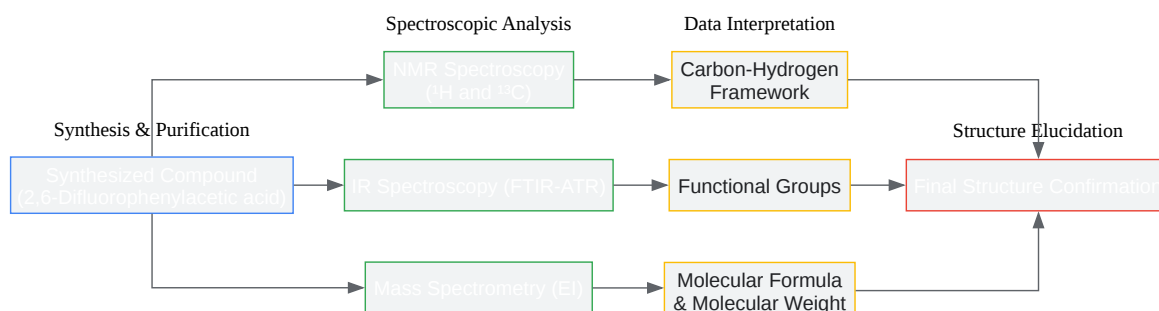 Spectroscopic Analysis
Data Interpretation
NMR Spectroscopy
(¹H and ¹³C)
Carbon-Hydrogen
Framework
Synthesis & Purification
Structure Elucidation
Synthesized Compound
(2,6-Difluorophenylacetic acid)
IR Spectroscopy (FTIR-ATR)
Functional Groups
Final Structure Confirmation
Mass Spectrometry (EI)
Molecular Formula
& Molecular Weight